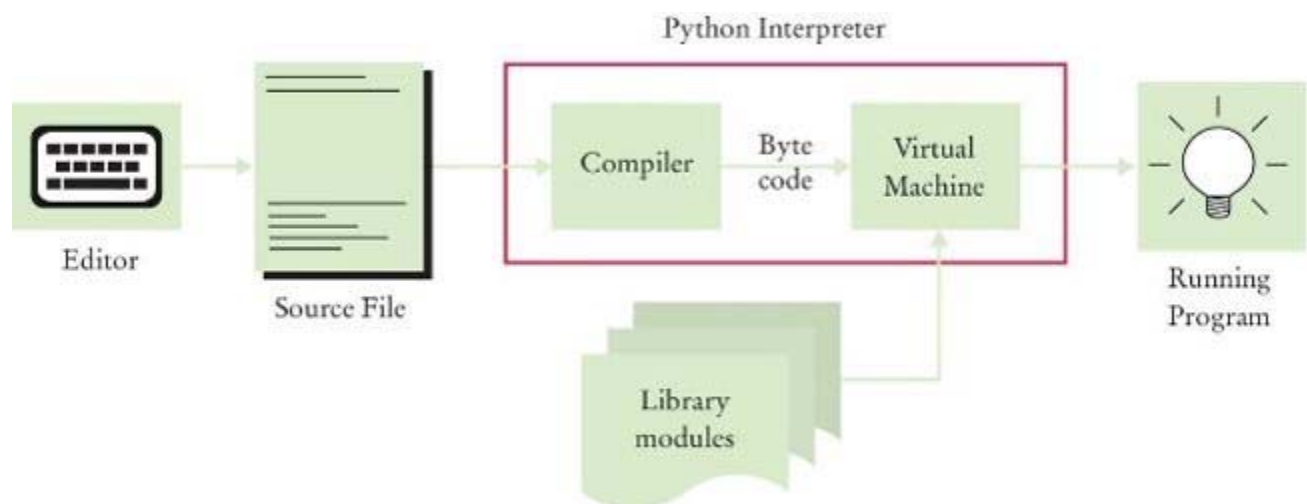 Python Interpreter
Editor
Source File
Compiler
Byte
code
Virtual
Machine
Library
modules
Running
Program